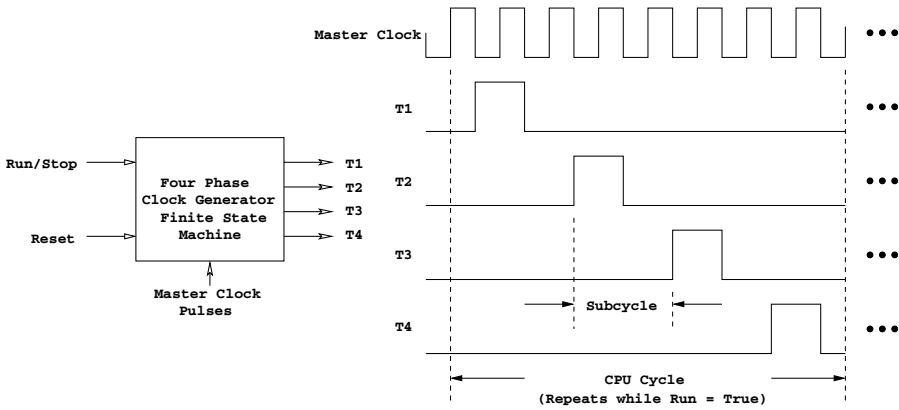 Master Clock
T1
T2
T3
Subcycle
T4
CPU Cycle
(Repeats while Run = True)
Run/Stop
Reset
Four Phase
Clock Generator
Finite State
Machine
T1
T2
T3
T4
Master Clock
Pulses